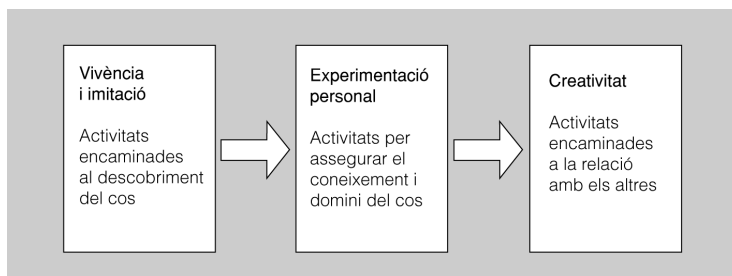 Vivència
i imitació
Activitats
encaminades
al descobriment
del cos
Experimentació
personal
Activitats per
assegurar el
coneixement i
domini del cos
Creativitat
Activitats
encaminades
a la relació
amb els altres